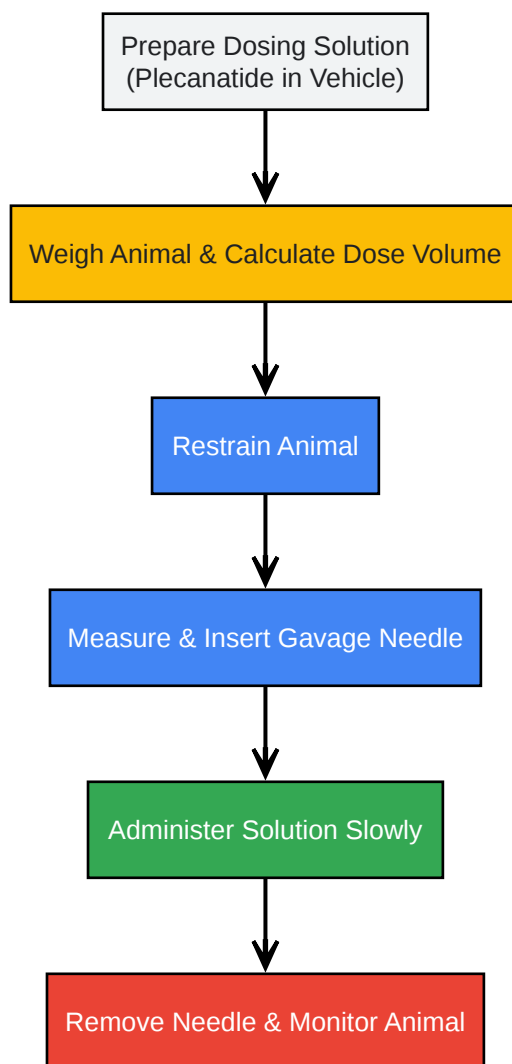 Prepare Dosing Solution
(Plecanatide in Vehicle)
Weigh Animal & Calculate Dose Volume
Restrain Animal
Measure & Insert Gavage Needle
Administer Solution Slowly
Remove Needle & Monitor Animal